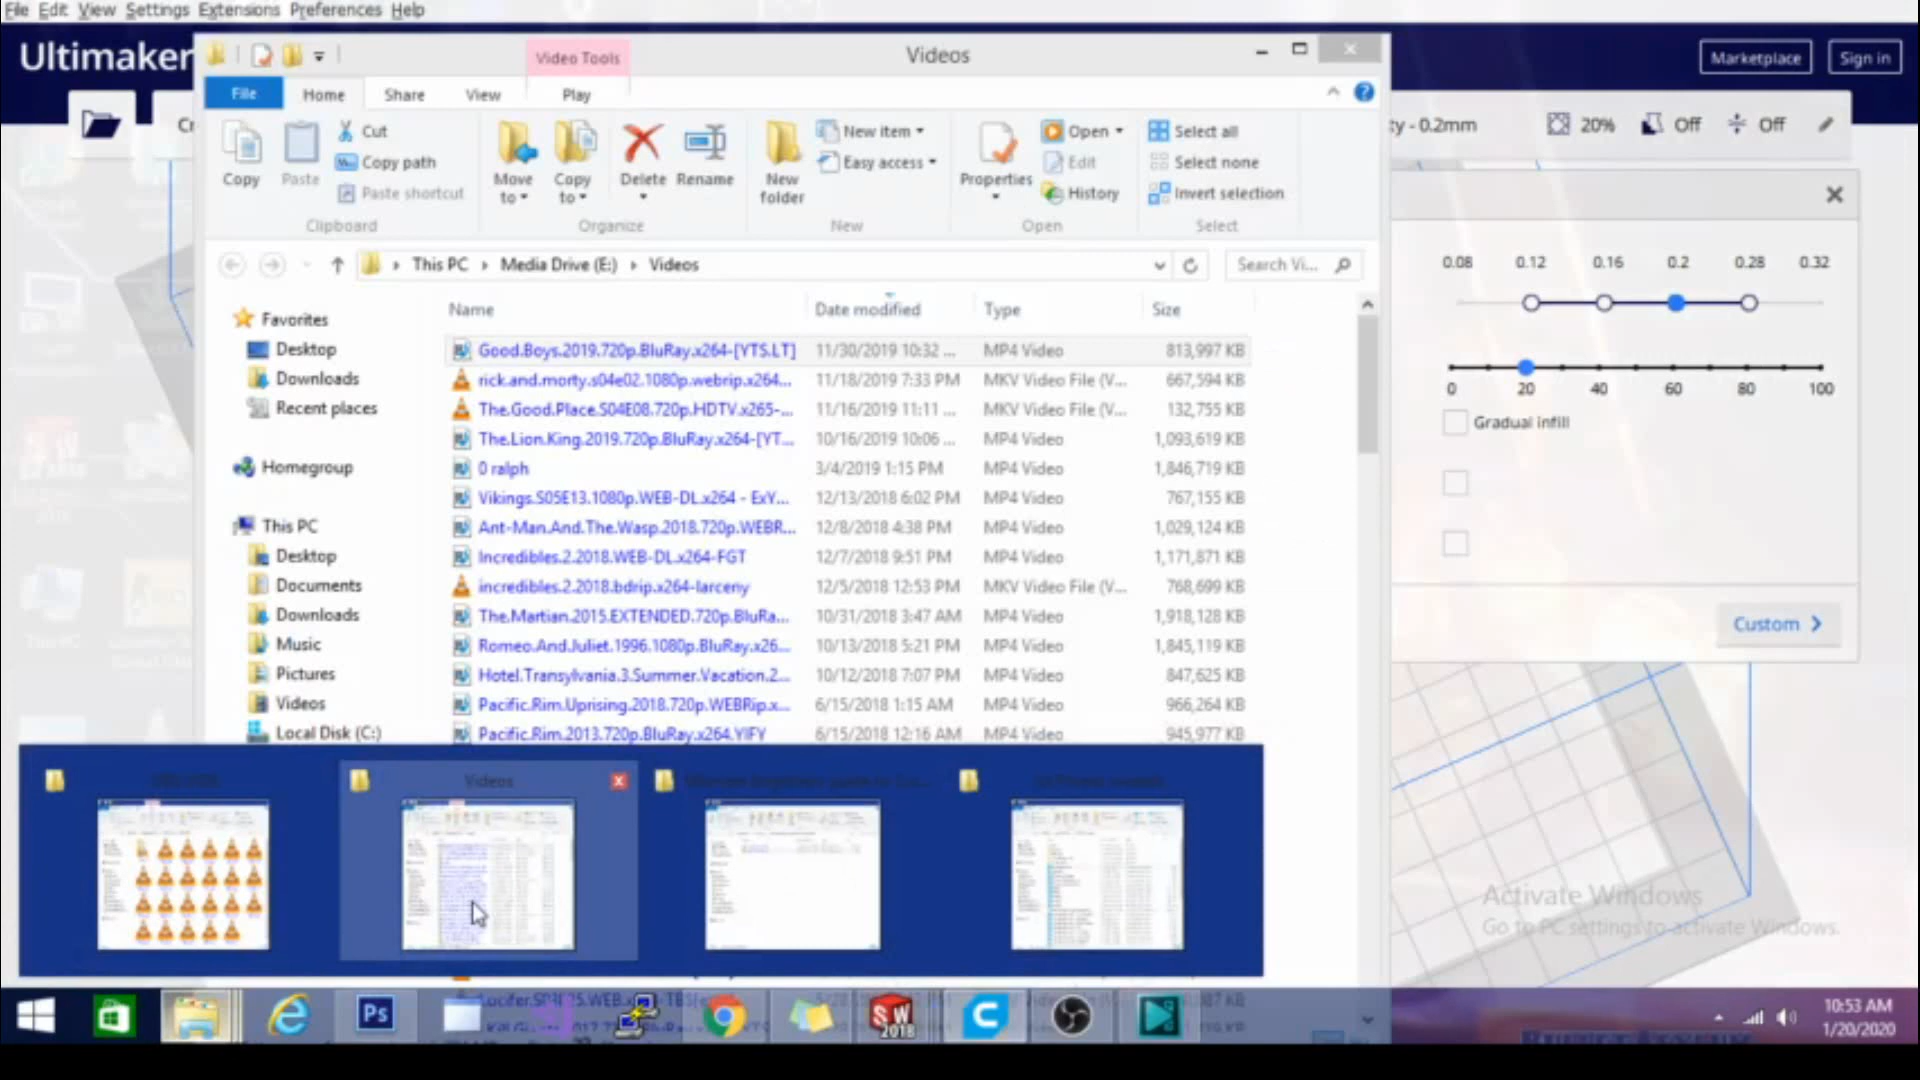 File Edit View Settings Extensions Preferences Help
Ultimaker
Marketplace
Sign in
Video Tools
Videos
File
Home
Share
View
Play
Copy
Paste
Cut
Copy path
Paste shortcut
Clipboard
Move to
Copy to
Delete
Rename
Organize
New folder
New item
Easy access
New
Properties
Open
Edit
History
Open
Select all
Select none
Invert selection
Select
- 0.2mm
20%
Off
Off
This PC
Media Drive (E:)
Videos
Search Vi...
Favorites
Desktop
Downloads
Recent places
Homegroup
This PC
Desktop
Documents
Downloads
Music
Pictures
Videos
Local Disk (C:)
Name Date modified Type Size
Good.Boys.2019.720p.BluRay.x264-[YTS.LT] 11/30/2019 10:32 ... MP4 Video 813,997 KB
rick.and.morty.s04e02.1080p.webrip.x264... 11/18/2019 7:33 PM MKV Video File (V... 667,594 KB
The.Good.Place.S04E08.720p.HDTV.x265-... 11/16/2019 11:11 ... MKV Video File (V... 132,755 KB
The.Lion.King.2019.720p.BluRay.x264-[YT... 10/16/2019 10:06 ... MP4 Video 1,093,619 KB
0 ralph 3/4/2019 1:15 PM MP4 Video 1,846,719 KB
Vikings.S05E13.1080p.WEB-DL.x264 - ExY... 12/13/2018 6:02 PM MP4 Video 767,155 KB
Ant-Man.And.The.Wasp.2018.720p.WEBR... 12/8/2018 4:38 PM MP4 Video 1,029,124 KB
Incredibles.2.2018.WEB-DL.x264-FGT 12/7/2018 9:51 PM MP4 Video 1,171,871 KB
incredibles.2.2018.bdrip.x264-larceny 12/5/2018 12:53 PM MKV Video File (V... 768,699 KB
The.Martian.2015.EXTENDED.720p.BluRa... 10/31/2018 3:47 AM MP4 Video 1,918,128 KB
Romeo.And.Juliet.1996.1080p.BluRay.x26... 10/13/2018 5:21 PM MP4 Video 1,845,119 KB
Hotel.Transylvania.3.Summer.Vacation.2... 10/12/2018 7:07 PM MP4 Video 847,625 KB
Pacific.Rim.Uprising.2018.720p.WEBRip.x... 6/15/2018 1:15 AM MP4 Video 966,264 KB
Pacific.Rim.2013.720p.BluRay.x264.YIFY 6/15/2018 12:16 AM MP4 Video 945,977 KB
0.08 0.12 0.16 0.2 0.28 0.32
0 20 40 60 80 100
Gradual infill
Custom
Videos
Activate Windows
Go to PC settings to activate Windows.
Ps
SW
2018
10:53 AM
1/20/2020